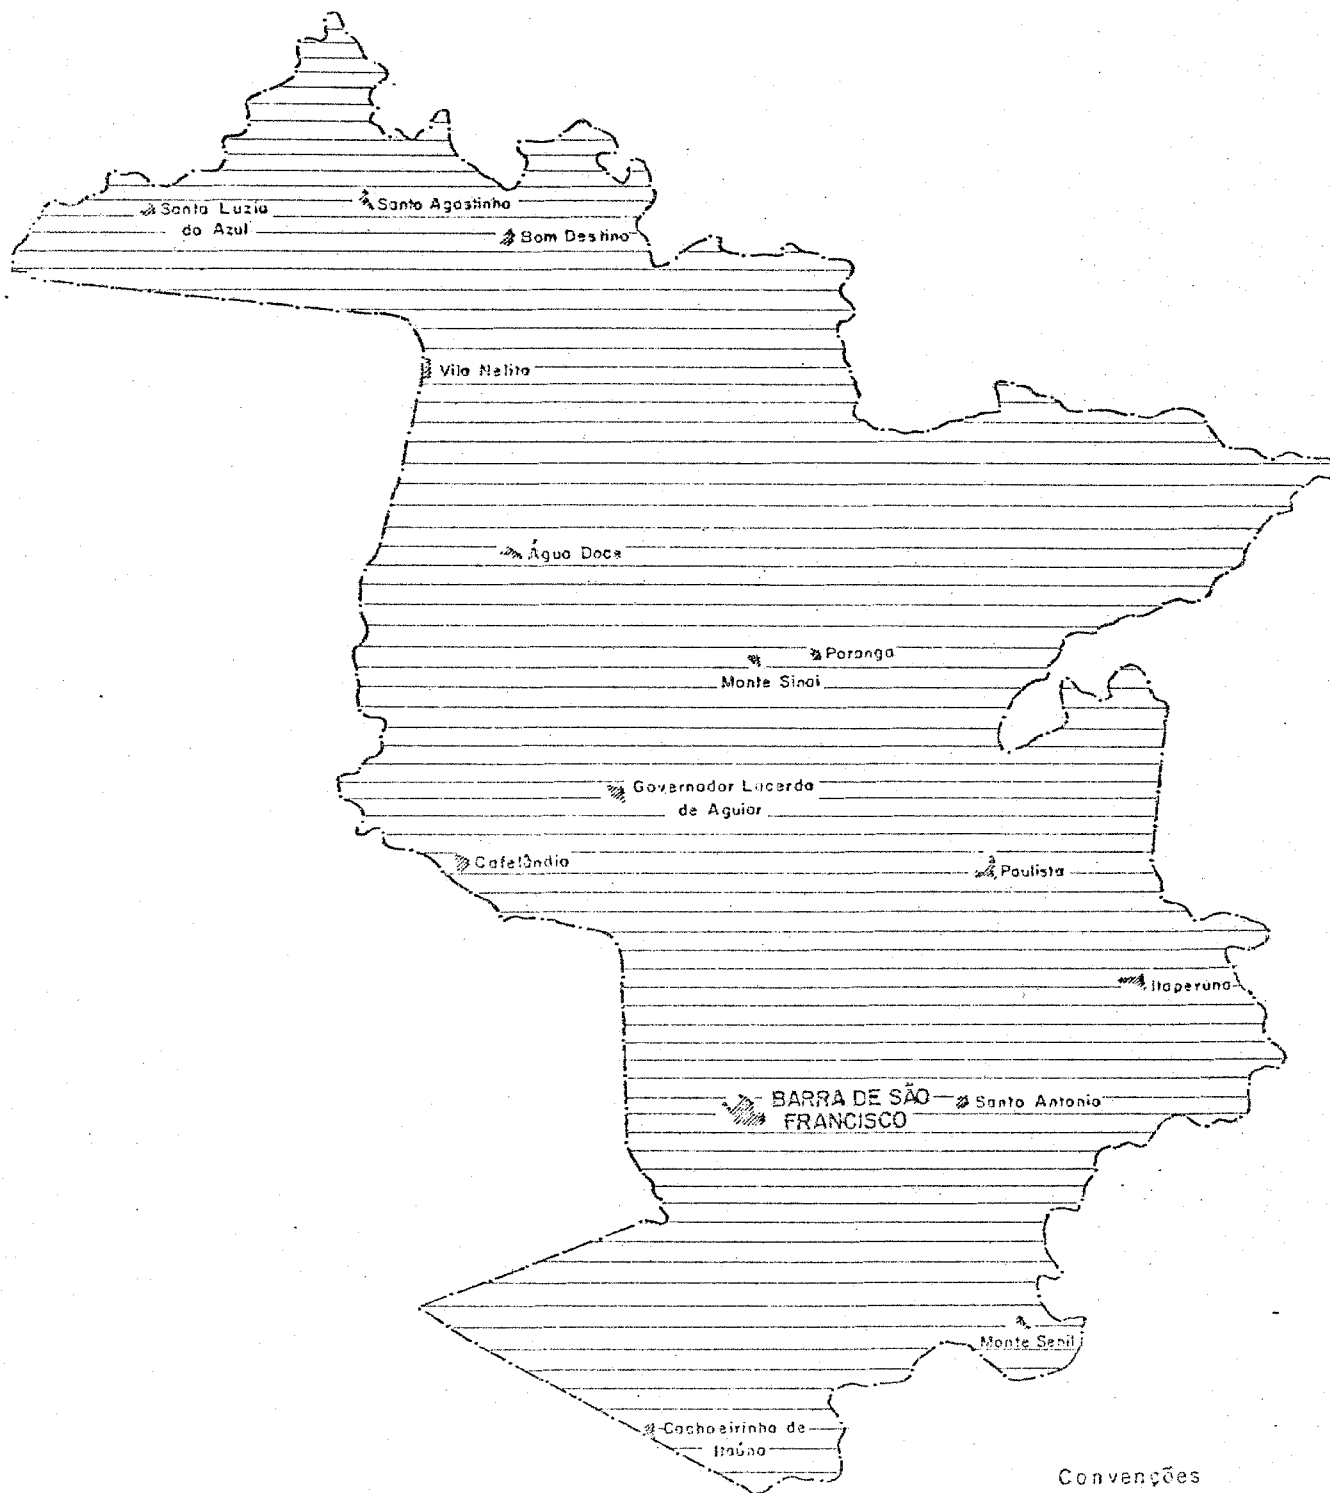 Santa Luzia
do Azul
Santo Agostinho
Bom Destino
Vila Nelita
Água Doce
Poranga
Monte Sinai
Governador Lacerda
de Aguiar
Cafelândia
Paulista
Itaperuna
BARRA DE SÃO
FRANCISCO
Santo Antonio
Monte Senil
Cachoeirinha de
Itaúna
Convenções